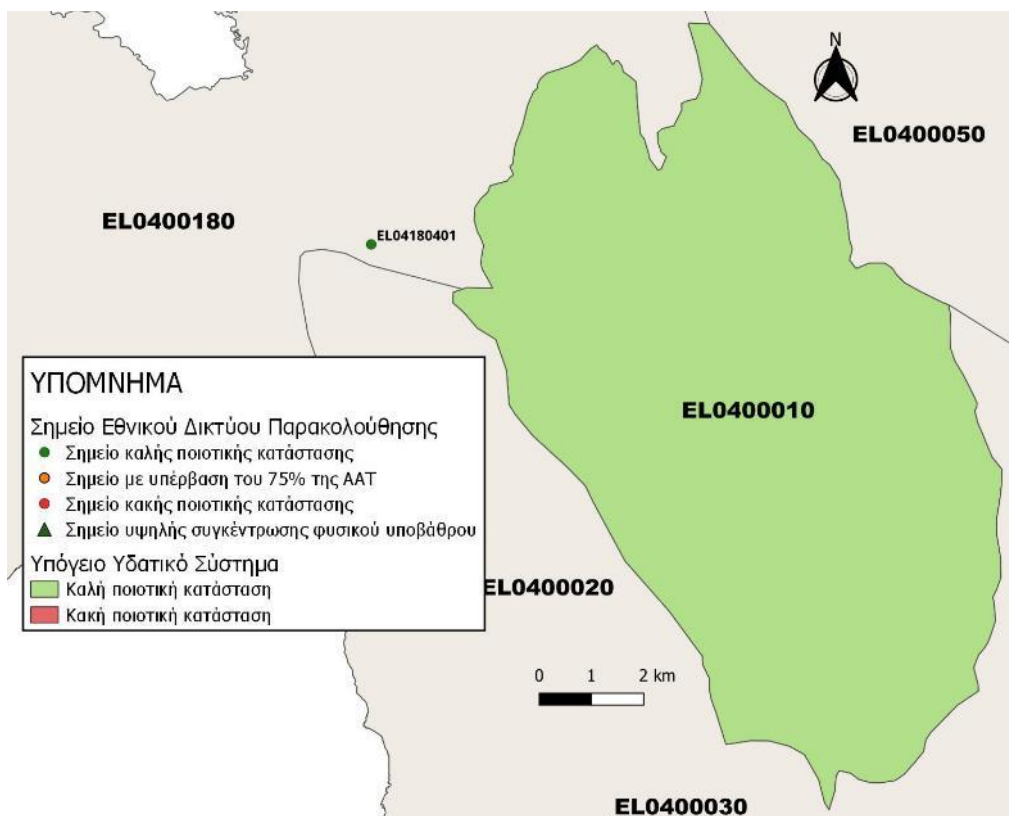 N
EL0400050
EL0400180
EL04180401
EL0400010
ΥΠΟΜΝΗΜΑ
Σημείο Εθνικού Δικτύου Παρακολούθησης
Σημείο καλής ποιοτικής κατάστασης
Σημείο με υπέρβαση του 75% της ΑΑΤ
Σημείο κακής ποιοτικής κατάστασης
Σημείο υψηλής συγκέντρωσης φυσικού υποβάθρου
Υπόγειο Υδατικό Σύστημα
Καλή ποιοτική κατάσταση
Κακή ποιοτική κατάσταση
EL0400020
0 1 2 km
EL0400030